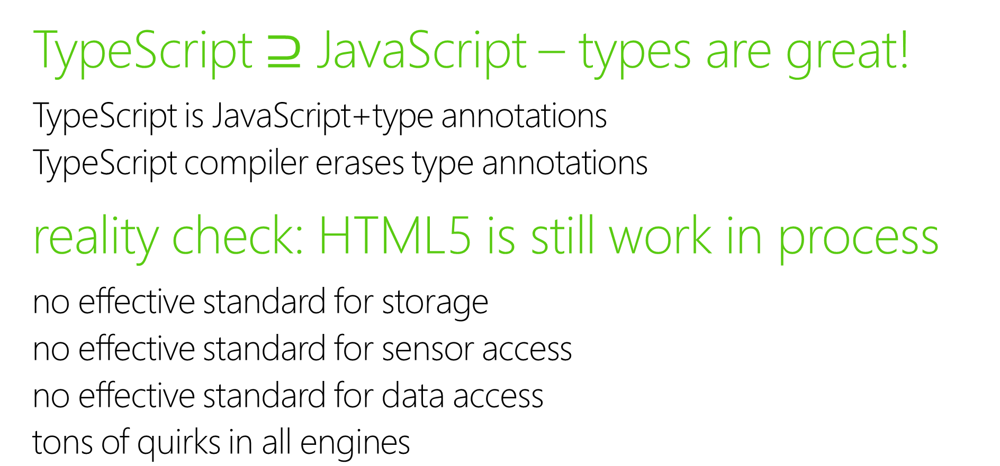 TypeScript ⊇ JavaScript – types are great!
TypeScript is JavaScript+type annotations
TypeScript compiler erases type annotations
reality check: HTML5 is still work in process
no effective standard for storage
no effective standard for sensor access
no effective standard for data access
tons of quirks in all engines